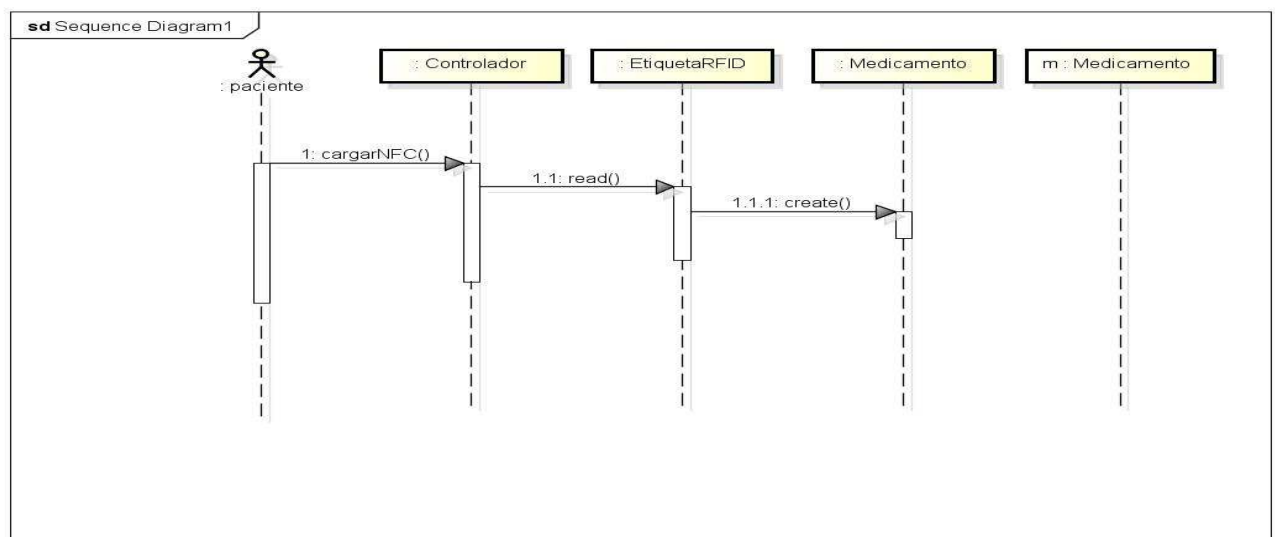 sd Sequence Diagram1
: paciente
: Controlador
: EtiquetaRFID
: Medicamento
m : Medicamento
1: cargarNFC()
1.1: read()
1.1.1: create()